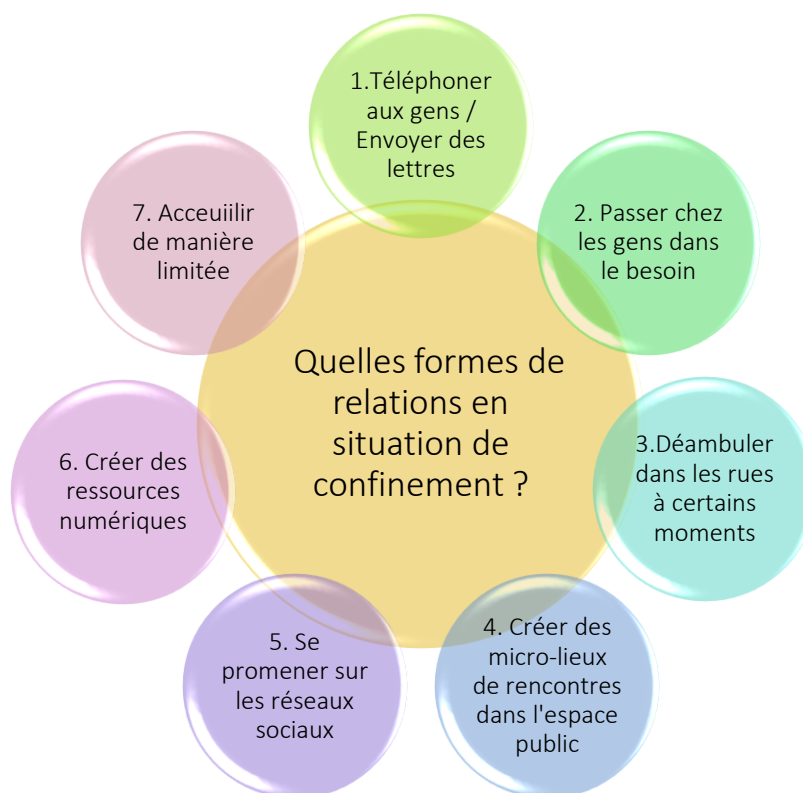 1.Téléphoner
aux gens /
Envoyer des
lettres
2. Passer chez
les gens dans
le besoin
3.Déambuler
dans les rues
à certains
moments
4. Créer des
micro-lieux
de rencontres
dans l'espace
public
5. Se
promener sur
les réseaux
sociaux
6. Créer des
ressources
numériques
7. Acceuiilir
de manière
limitée
Quelles formes de
relations en
situation de
confinement ?